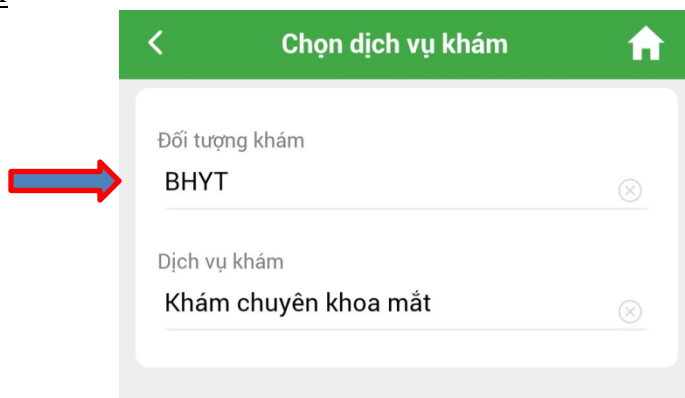 Chọn dịch vụ khám
Đối tượng khám
BHYT
Dịch vụ khám
Khám chuyên khoa mắt